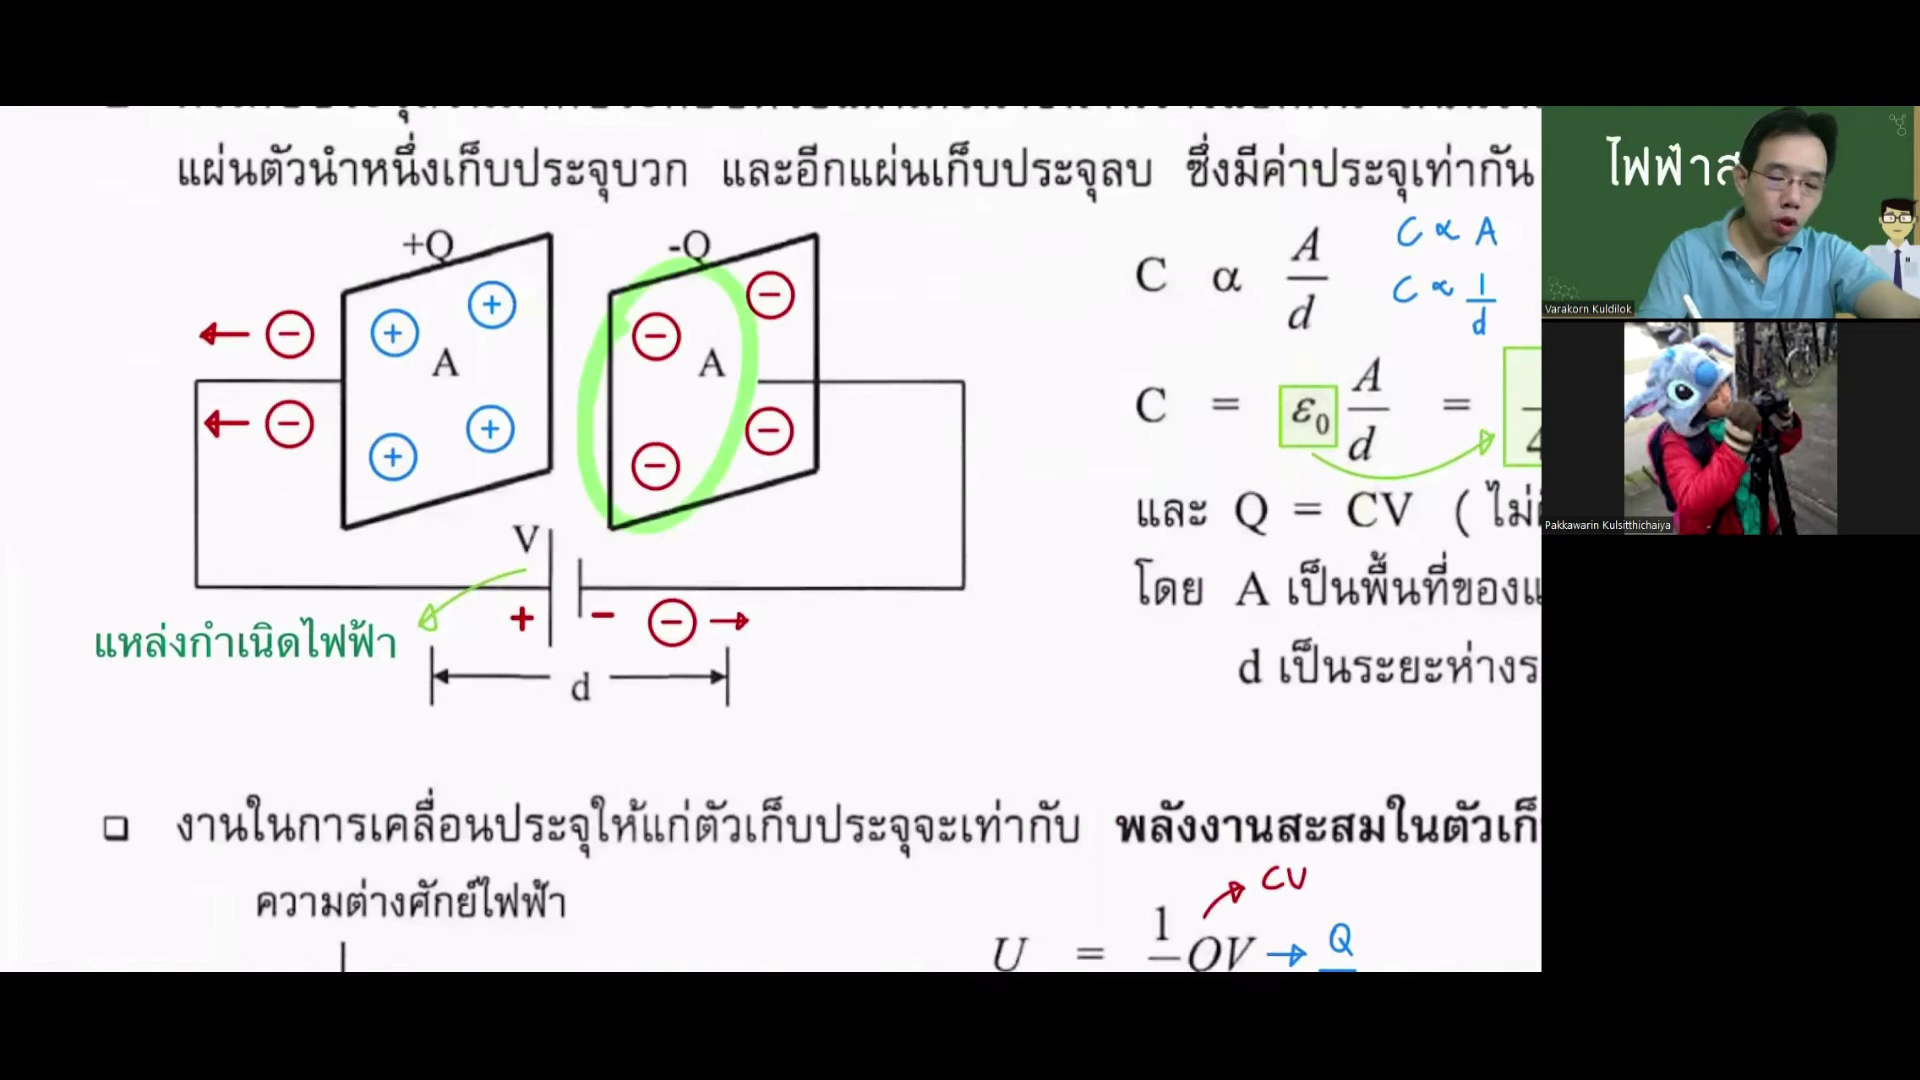 แผ่นตัวนำหนึ่งเก็บประจุบวก และอีกแผ่นเก็บประจุลบ ซึ่งมีค่าประจุเท่ากัน
+Q
-Q
A
A
V
+
-
แหล่งกำเนิดไฟฟ้า
d
C α A/d
C ∝ A
C ∝ 1/d
C = ε₀ A/d =
4
และ Q = CV (
โดย A เป็นพื้นที่ของ
d เป็นระยะห่าง
งานในการเคลื่อนประจุให้แก่ตัวเก็บประจุจะเท่ากับ พลังงานสะสมในตัวเก็
ความต่างศักย์ไฟฟ้า
CV
U = 1 QV → Q
ไฟฟ้าส
Varakorn Kuldilok
Pakkawarin Kulsitthichaiya